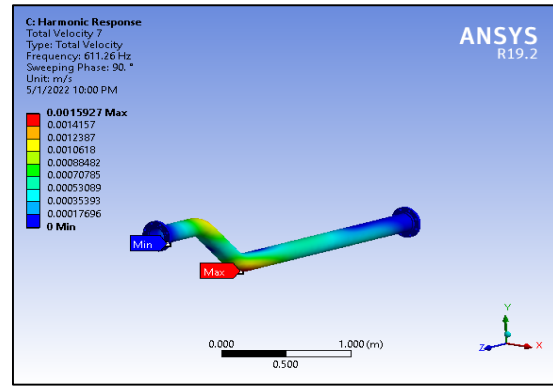 C: Harmonic Response
Total Velocity 7
Type: Total Velocity
Frequency: 611.26 Hz
Sweeping Phase: 90. °
Unit: m/s
5/1/2022 10:00 PM
ANSYS
R19.2
0.0015927 Max
0.0014157
0.0012387
0.0010618
0.00088482
0.00070785
0.00053089
0.00035393
0.00017696
0 Min
Min
Max
0.000
1.000 (m)
0.500
Y
Z
X